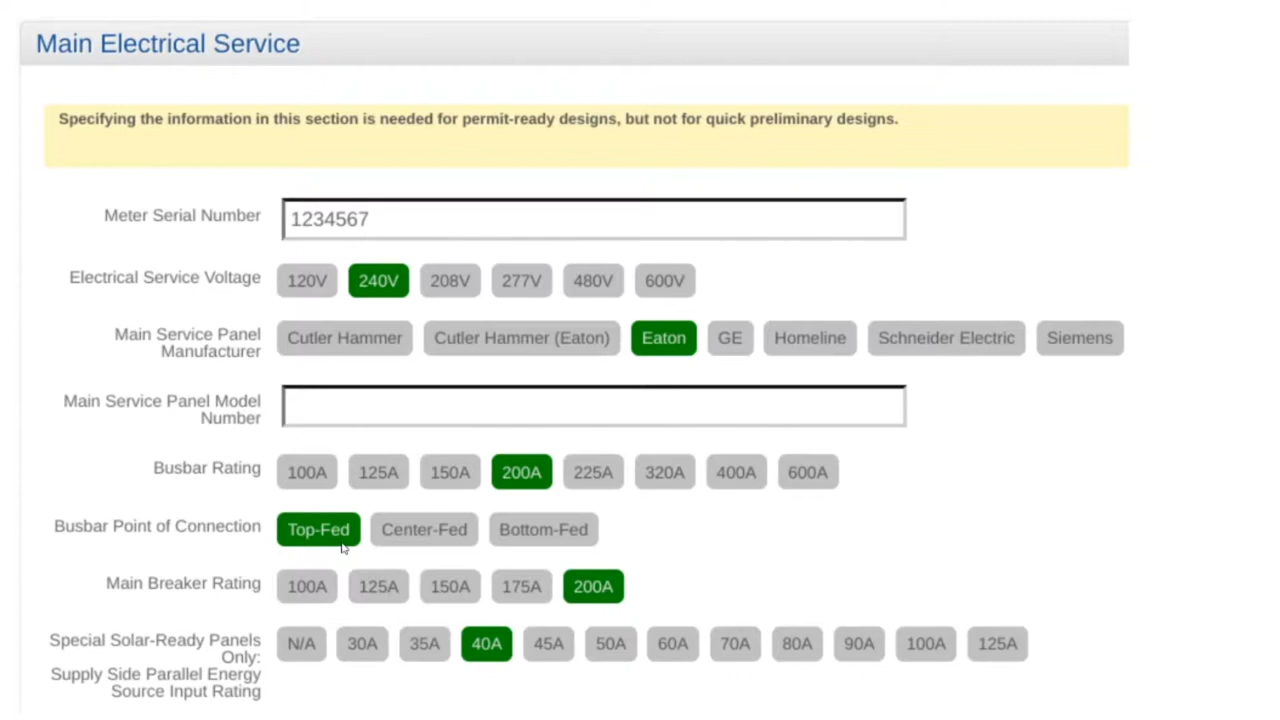 Main Electrical Service
Specifying the information in this section is needed for permit-ready designs, but not for quick preliminary designs.
Meter Serial Number 1234567
Electrical Service Voltage 120V 240V 208V 277V 480V 600V
Main Service Panel
Manufacturer
Cutler Hammer Cutler Hammer (Eaton) Eaton GE Homeline Schneider Electric Siemens
Main Service Panel Model
Number
Busbar Rating 100A 125A 150A 200A 225A 320A 400A 600A
Busbar Point of Connection Top-Fed Center-Fed Bottom-Fed
Main Breaker Rating 100A 125A 150A 175A 200A
Special Solar-Ready Panels
Only:
Supply Side Parallel Energy
Source Input Rating
N/A 30A 35A 40A 45A 50A 60A 70A 80A 90A 100A 125A